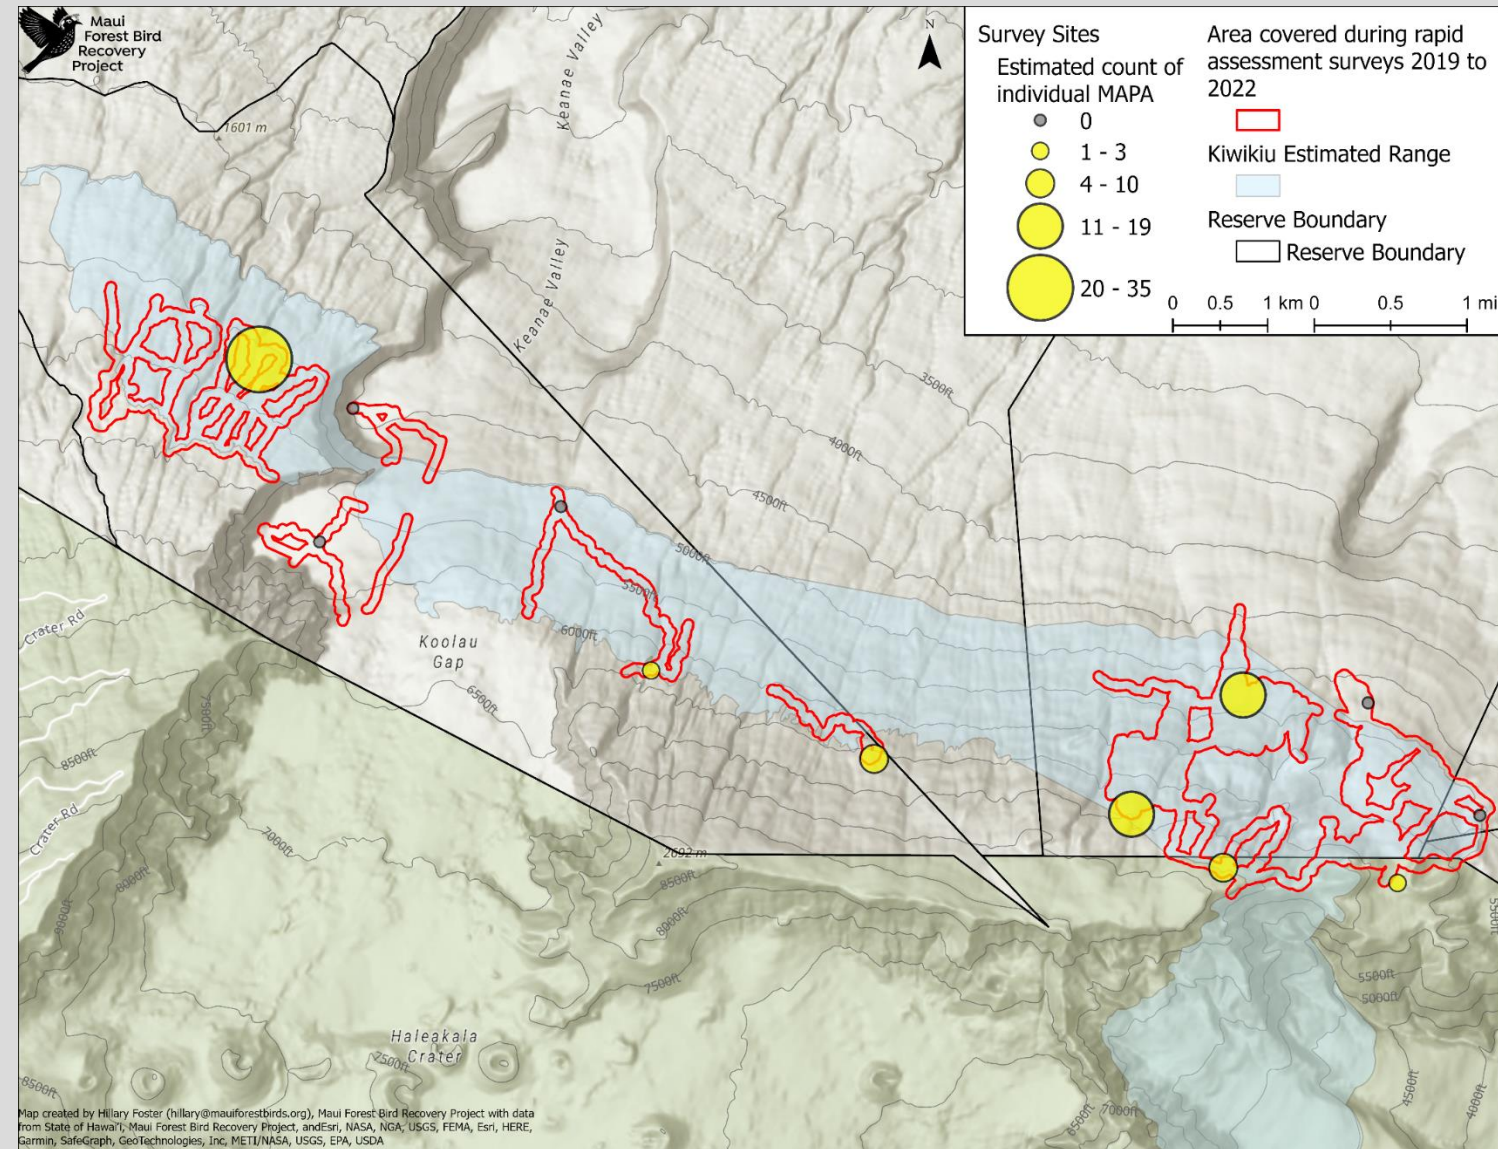 Maui
Forest Bird
Recovery
Project
N
Survey Sites
Estimated count of
individual MAPA
0
1 - 3
4 - 10
11 - 19
20 - 35
Area covered during rapid
assessment surveys 2019 to
2022
Kiwikiu Estimated Range
Reserve Boundary
Reserve Boundary
0 0.5 1 km 0 0.5 1 mi
1601 m
Keanae Valley
Keanae Valley
3500ft
4000ft
4500ft
5000ft
5500ft
6000ft
Koolau
Gap
6500ft
Crater Rd
7500ft
8500ft
Crater Rd
7000ft
8000ft
9000ft
2692 m
8500ft
8000ft
7500ft
Haleakala
Crater
7500ft
8500ft
5500ft
5500ft
5000ft
4500ft
4000ft
7000ft
6500ft
Map created by Hillary Foster (hillary@mauiforestbirds.org), Maui Forest Bird Recovery Project with data
from State of Hawai'i, Maui Forest Bird Recovery Project, andEsri, NASA, NGA, USGS, FEMA, Esri, HERE,
Garmin, SafeGraph, GeoTechnologies, Inc, METI/NASA, USGS, EPA, USDA